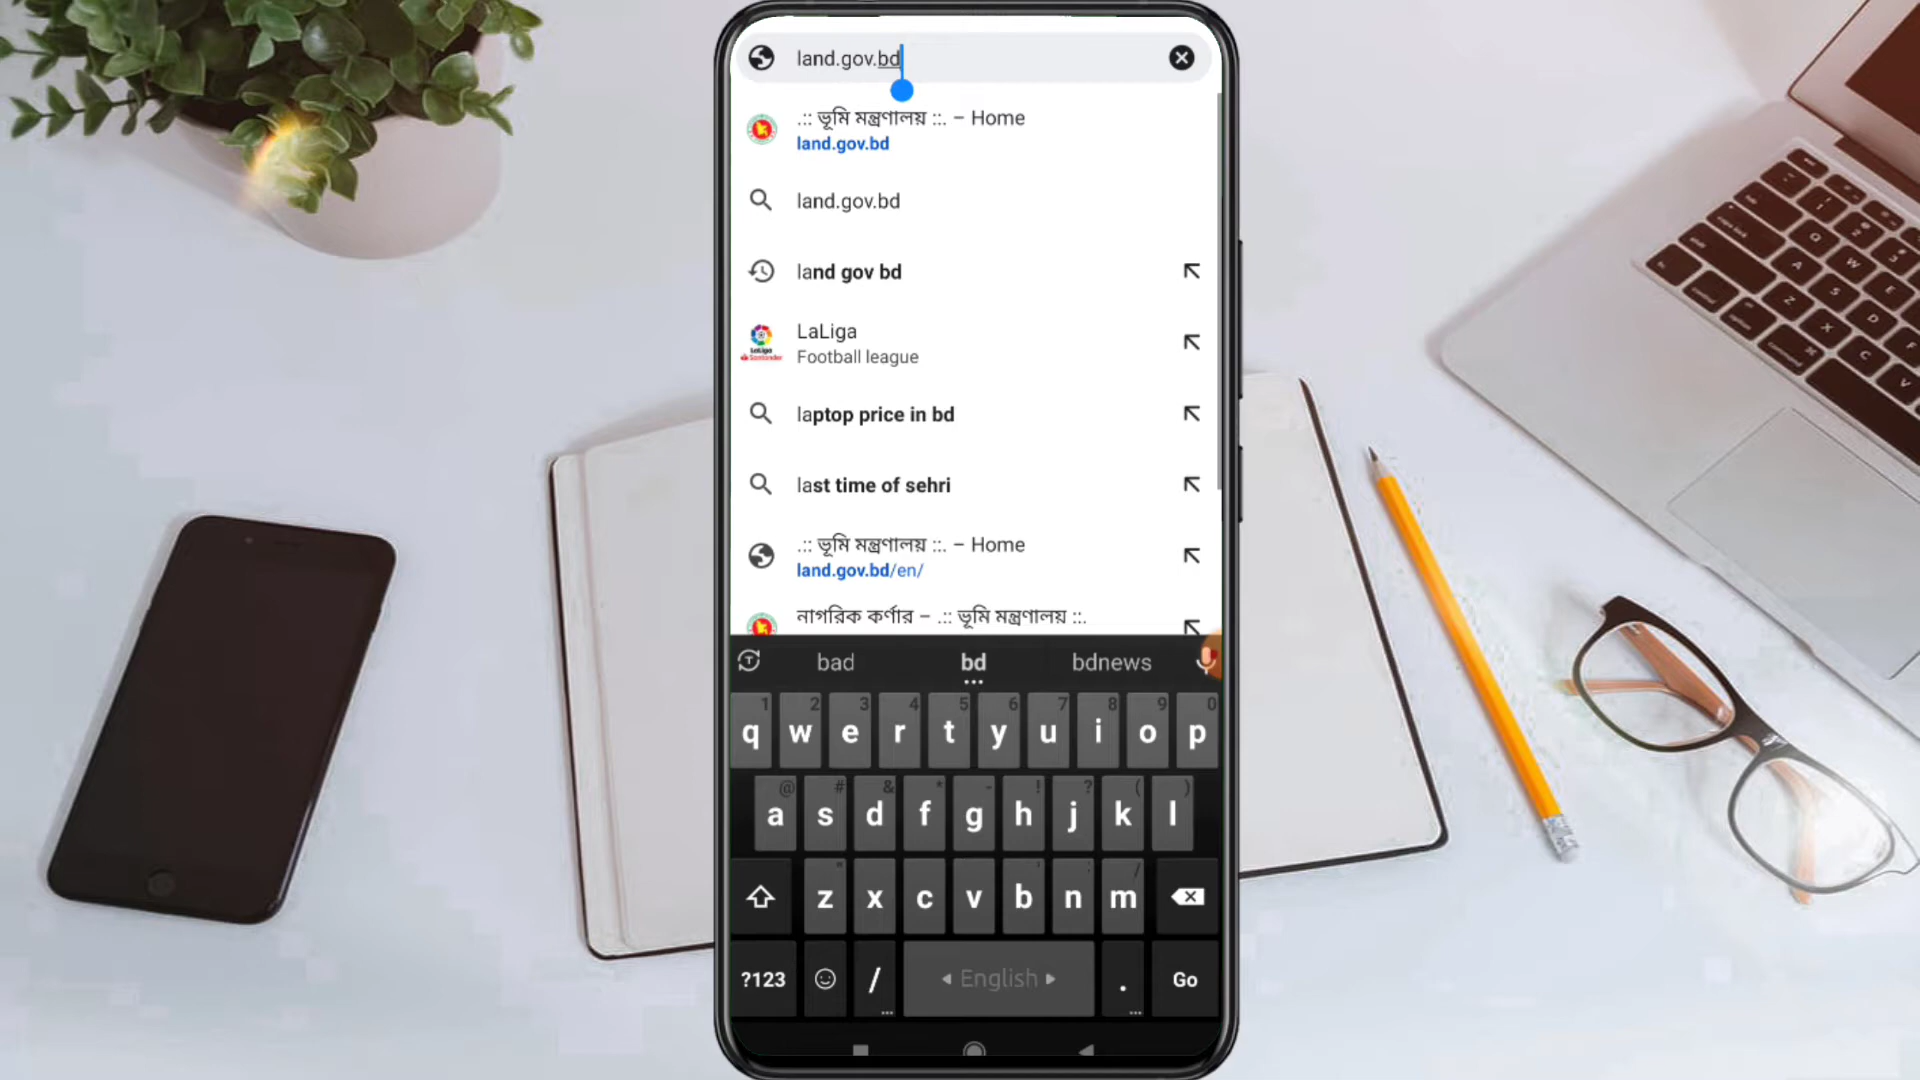 land.gov.bd
.:: ভূমি মন্ত্রণালয় ::. – Home
land.gov.bd
land.gov.bd
land gov bd
LaLiga
Football league
laptop price in bd
last time of sehri
.:: ভূমি মন্ত্রণালয় ::. – Home
land.gov.bd/en/
নাগরিক কর্ণার – .:: ভূমি মন্ত্রণালয় ::.
bad bd bdnews
1 2 3 4 5 6 7 8 9 0
q w e r t y u i o p
@ # & * - ! ? ( )
a s d f g h j k l
z x c v b n m
?123 / English . Go